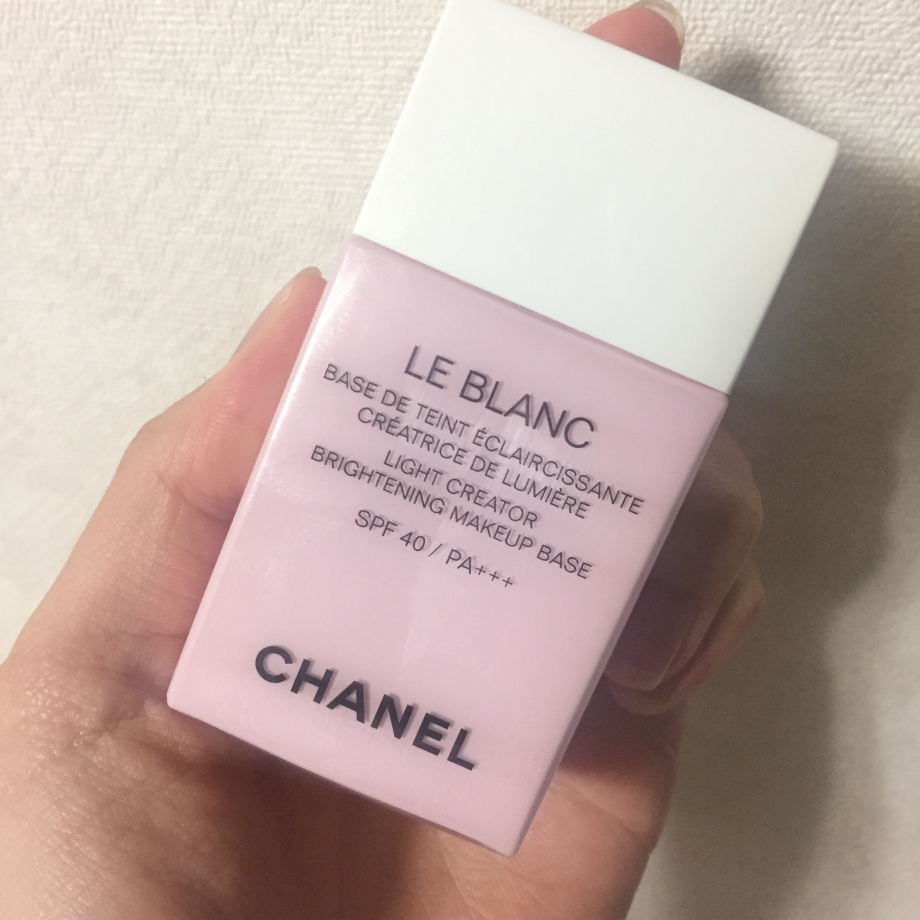 LE BLANC
BASE DE TEINT ÉCLAIRCISSANTE
CRÉATRICE DE LUMIÈRE
LIGHT CREATOR
BRIGHTENING MAKEUP BASE
SPF 40 / PA+++
CHANEL